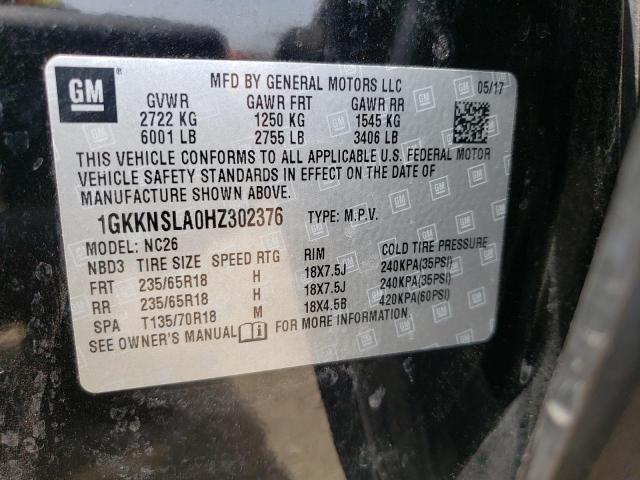 GM
MFD BY GENERAL MOTORS LLC 05/17
GVWR GAWR FRT GAWR RR
2722 KG 1250 KG 1545 KG
6001 LB 2755 LB 3406 LB
THIS VEHICLE CONFORMS TO ALL APPLICABLE U.S. FEDERAL MOTOR
VEHICLE SAFETY STANDARDS IN EFFECT ON THE DATE OF
MANUFACTURE SHOWN ABOVE.
1GKKNSLA0HZ302376 TYPE: M.P.V.
MODEL: NC26
NBD3 TIRE SIZE SPEED RTG RIM COLD TIRE PRESSURE
FRT 235/65R18 H 18X7.5J 240KPA(35PSI)
RR 235/65R18 H 18X7.5J 240KPA(35PSI)
SPA T135/70R18 M 18X4.5B 420KPA(60PSI)
SEE OWNER'S MANUAL FOR MORE INFORMATION.